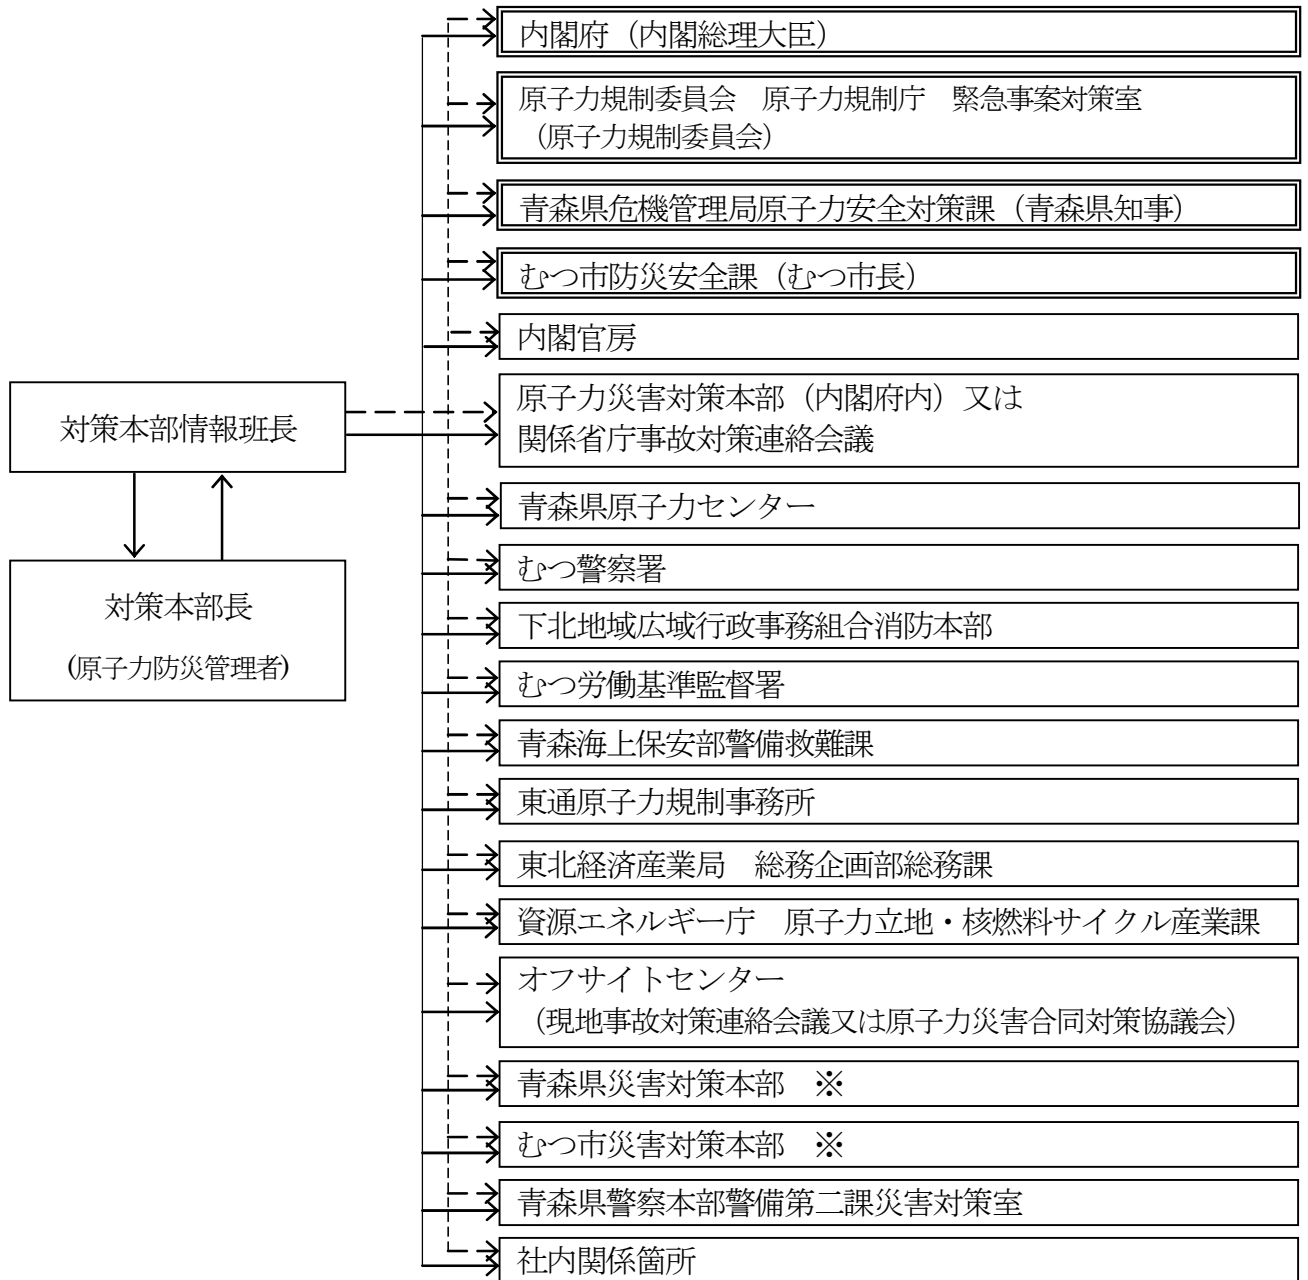 内閣府（内閣総理大臣）
原子力規制委員会　原子力規制庁　緊急事案対策室
（原子力規制委員会）
青森県危機管理局原子力安全対策課（青森県知事）
むつ市防災安全課（むつ市長）
内閣官房
原子力災害対策本部（内閣府内）又は
関係省庁事故対策連絡会議
対策本部情報班長
青森県原子力センター
むつ警察署
対策本部長
(原子力防災管理者)
下北地域広域行政事務組合消防本部
むつ労働基準監督署
青森海上保安部警備救難課
東通原子力規制事務所
東北経済産業局　総務企画部総務課
資源エネルギー庁　原子力立地・核燃料サイクル産業課
オフサイトセンター
（現地事故対策連絡会議又は原子力災害合同対策協議会）
青森県災害対策本部　※
むつ市災害対策本部　※
青森県警察本部警備第二課災害対策室
社内関係箇所